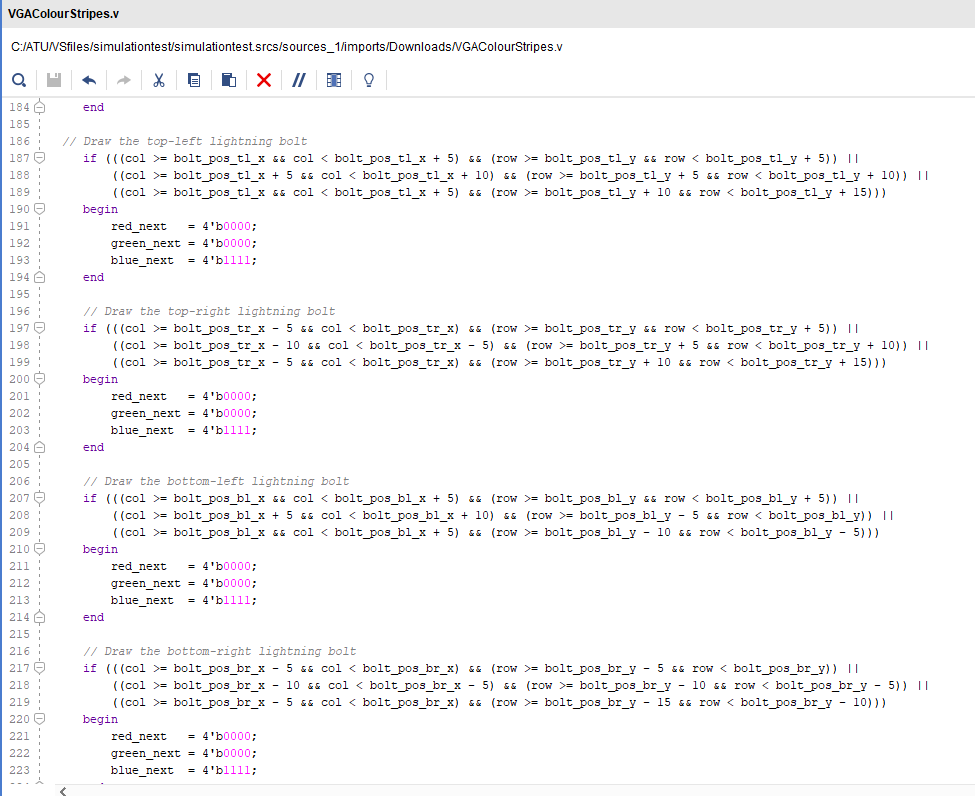 VGAColourStripes.v
C:/ATU/VSfiles/simulationtest/simulationtest.srcs/sources_1/imports/Downloads/VGAColourStripes.v
184 end
185
186 // Draw the top-left lightning bolt
187 if (((col >= bolt_pos_tl_x && col < bolt_pos_tl_x + 5) && (row >= bolt_pos_tl_y && row < bolt_pos_tl_y + 5)) ||
188 ((col >= bolt_pos_tl_x + 5 && col < bolt_pos_tl_x + 10) && (row >= bolt_pos_tl_y + 5 && row < bolt_pos_tl_y + 10)) ||
189 ((col >= bolt_pos_tl_x && col < bolt_pos_tl_x + 5) && (row >= bolt_pos_tl_y + 10 && row < bolt_pos_tl_y + 15)))
190 begin
191 red_next = 4'b0000;
192 green_next = 4'b0000;
193 blue_next = 4'b1111;
194 end
195
196 // Draw the top-right lightning bolt
197 if (((col >= bolt_pos_tr_x - 5 && col < bolt_pos_tr_x) && (row >= bolt_pos_tr_y && row < bolt_pos_tr_y + 5)) ||
198 ((col >= bolt_pos_tr_x - 10 && col < bolt_pos_tr_x - 5) && (row >= bolt_pos_tr_y + 5 && row < bolt_pos_tr_y + 10)) ||
199 ((col >= bolt_pos_tr_x - 5 && col < bolt_pos_tr_x) && (row >= bolt_pos_tr_y + 10 && row < bolt_pos_tr_y + 15)))
200 begin
201 red_next = 4'b0000;
202 green_next = 4'b0000;
203 blue_next = 4'b1111;
204 end
205
206 // Draw the bottom-left lightning bolt
207 if (((col >= bolt_pos_bl_x && col < bolt_pos_bl_x + 5) && (row >= bolt_pos_bl_y && row < bolt_pos_bl_y + 5)) ||
208 ((col >= bolt_pos_bl_x + 5 && col < bolt_pos_bl_x + 10) && (row >= bolt_pos_bl_y - 5 && row < bolt_pos_bl_y)) ||
209 ((col >= bolt_pos_bl_x && col < bolt_pos_bl_x + 5) && (row >= bolt_pos_bl_y - 10 && row < bolt_pos_bl_y - 5)))
210 begin
211 red_next = 4'b0000;
212 green_next = 4'b0000;
213 blue_next = 4'b1111;
214 end
215
216 // Draw the bottom-right lightning bolt
217 if (((col >= bolt_pos_br_x - 5 && col < bolt_pos_br_x) && (row >= bolt_pos_br_y - 5 && row < bolt_pos_br_y)) ||
218 ((col >= bolt_pos_br_x - 10 && col < bolt_pos_br_x - 5) && (row >= bolt_pos_br_y - 10 && row < bolt_pos_br_y - 5)) ||
219 ((col >= bolt_pos_br_x - 5 && col < bolt_pos_br_x) && (row >= bolt_pos_br_y - 15 && row < bolt_pos_br_y - 10)))
220 begin
221 red_next = 4'b0000;
222 green_next = 4'b0000;
223 blue_next = 4'b1111;